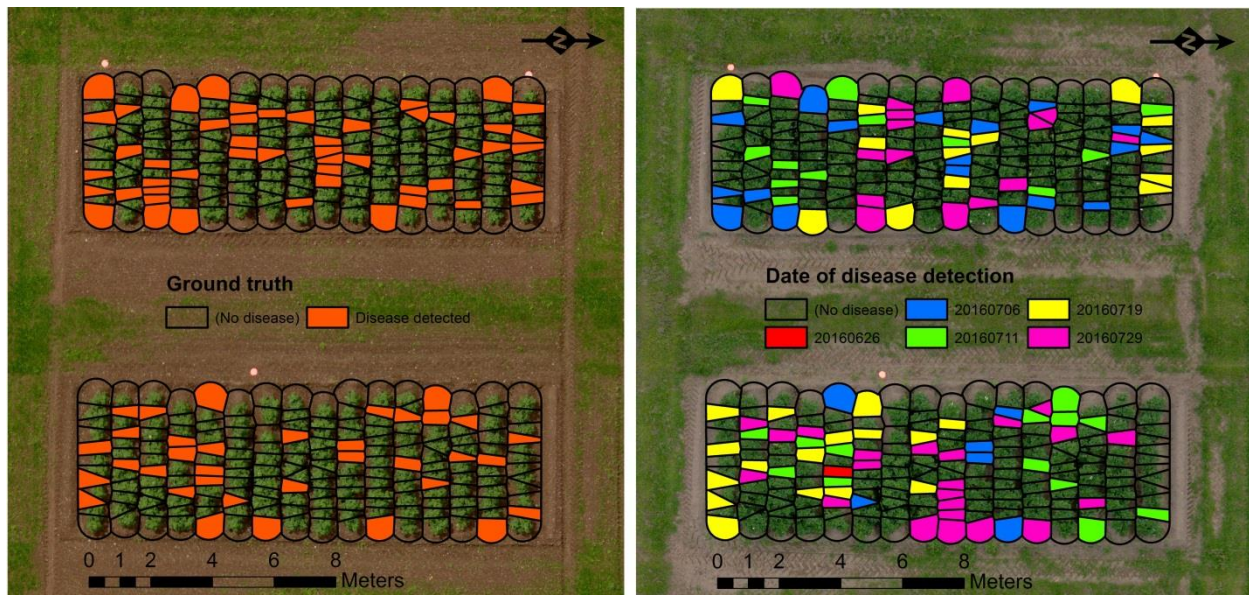 N
Ground truth
(No disease)
Disease detected
0 1 2 4 6 8
Meters
N
Date of disease detection
(No disease)
20160706
20160719
20160626
20160711
20160729
0 1 2 4 6 8
Meters